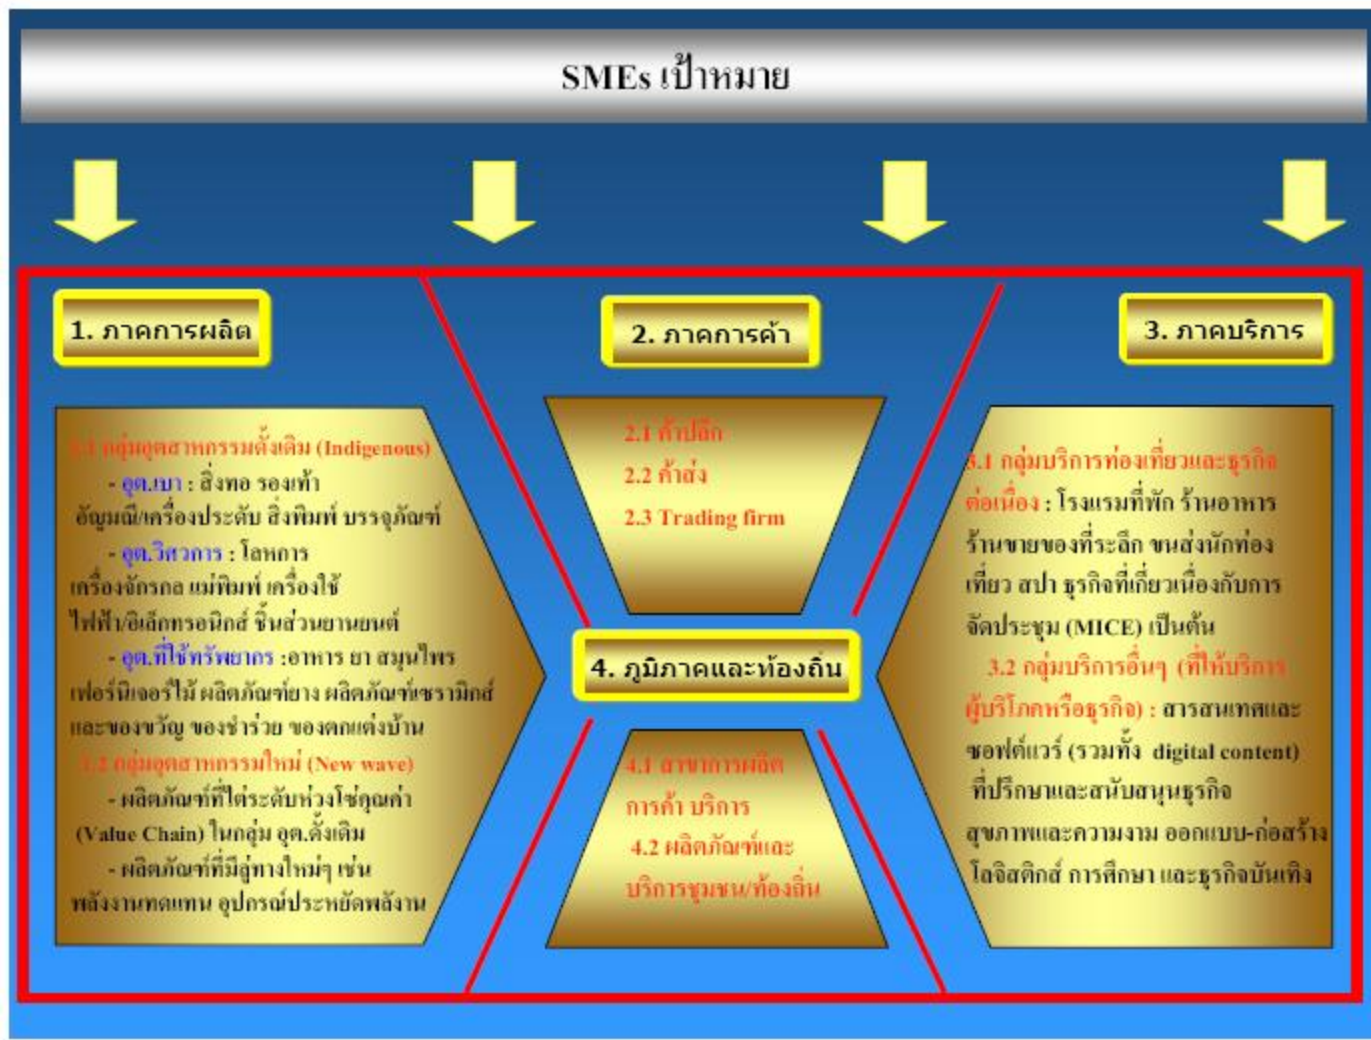 SMEs เป้าหมาย
1. ภาคการผลิต
1.1 กลุ่มอุตสาหกรรมดั้งเดิม (Indigenous)
- อุต.เบา : สิ่งทอ รองเท้า
อัญมณี/เครื่องประดับ สิ่งพิมพ์ บรรจุภัณฑ์
- อุต.วิศวการ : โลหการ
เครื่องจักรกล แม่พิมพ์ เครื่องใช้
ไฟฟ้า/อิเล็กทรอนิกส์ ชิ้นส่วนยานยนต์
- อุต.ที่ใช้ทรัพยากร :อาหาร ยา สมุนไพร
เฟอร์นิเจอร์ไม้ ผลิตภัณฑ์ยาง ผลิตภัณฑ์เซรามิกส์
และของขวัญ ของชำร่วย ของตกแต่งบ้าน
1.2 กลุ่มอุตสาหกรรมใหม่ (New wave)
- ผลิตภัณฑ์ที่ไต่ระดับห่วงโซ่คุณค่า
(Value Chain) ในกลุ่ม อุต.ดั้งเดิม
- ผลิตภัณฑ์ที่มีลู่ทางใหม่ๆ เช่น
พลังงานทดแทน อุปกรณ์ประหยัดพลังาน
2. ภาคการค้า
2.1 ค้าปลีก
2.2 ค้าส่ง
2.3 Trading firm
4. ภูมิภาคและท้องถิ่น
4.1 สาขาการผลิต
การค้า บริการ
4.2 ผลิตภัณฑ์และ
บริการชุมชน/ท้องถิ่น
3. ภาคบริการ
3.1 กลุ่มบริการท่องเที่ยวและธุรกิจ
ต่อเนื่อง : โรงแรมที่พัก ร้านอาหาร
ร้านขายของที่ระลึก ขนส่งนักท่อง
เที่ยว สปา ธุรกิจที่เกี่ยวเนื่องกับการ
จัดประชุม (MICE) เป็นต้น
3.2 กลุ่มบริการอื่นๆ (ที่ให้บริการ
ผู้บริโภคหรือธุรกิจ) : สารสนเทศและ
ซอฟต์แวร์ (รวมทั้ง digital content)
ที่ปรึกษาและสนับสนุนธุรกิจ
สุขภาพและความงาม ออกแบบ-ก่อสร้าง
โลจิสติกส์ การศึกษา และธุรกิจบันเทิง